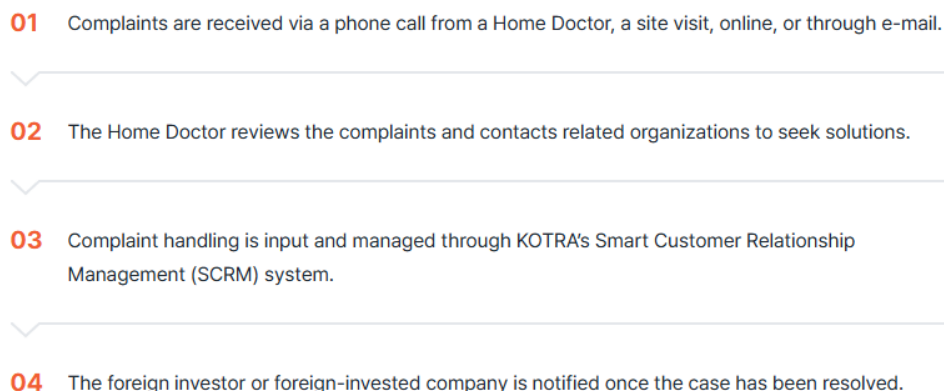 01 Complaints are received via a phone call from a Home Doctor, a site visit, online, or through e-mail.
02 The Home Doctor reviews the complaints and contacts related organizations to seek solutions.
03 Complaint handling is input and managed through KOTRA's Smart Customer Relationship
Management (SCRM) system.
04 The foreign investor or foreign-invested company is notified once the case has been resolved.